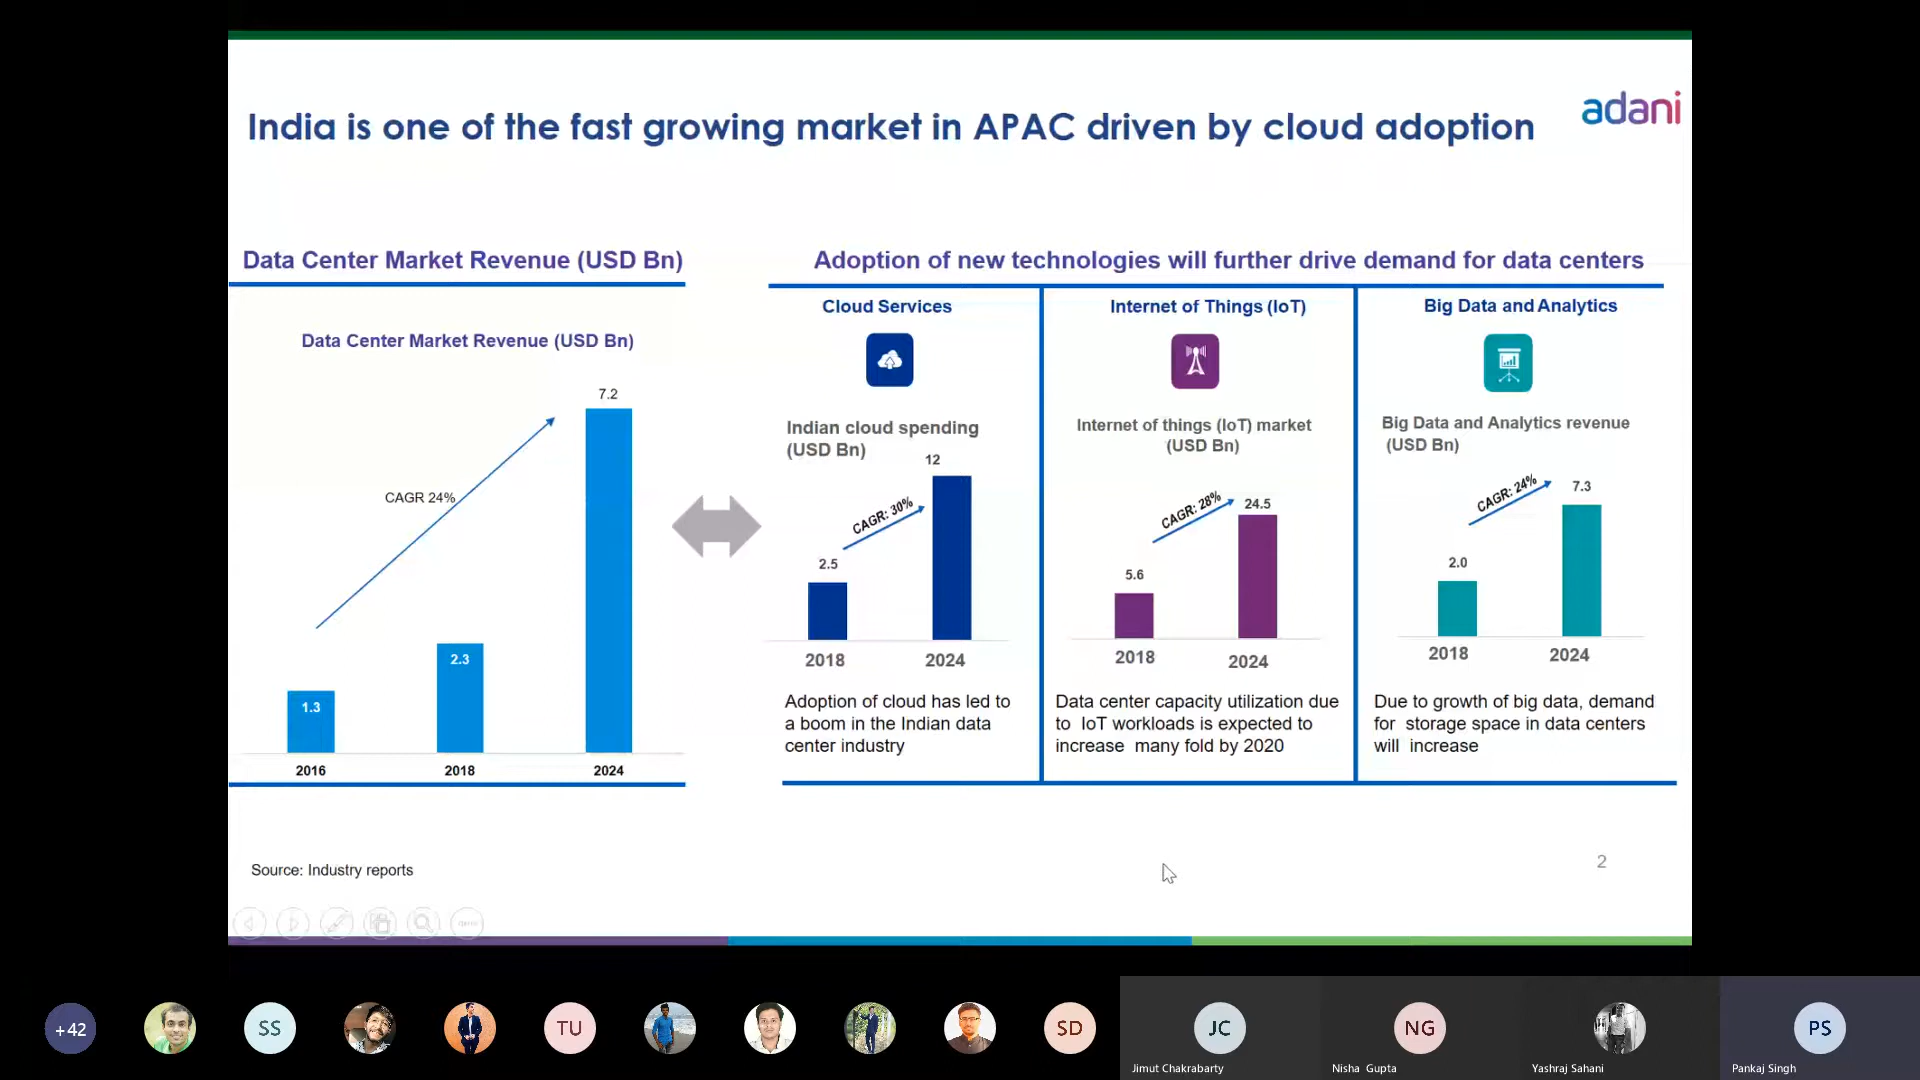 adani
India is one of the fast growing market in APAC driven by cloud adoption
Data Center Market Revenue (USD Bn)
Data Center Market Revenue (USD Bn)
7.2
CAGR 24%
2.3
1.3
2016
2018
2024
Adoption of new technologies will further drive demand for data centers
Cloud Services
Indian cloud spending
(USD Bn)
12
CAGR: 30%
2.5
2018
2024
Adoption of cloud has led to
a boom in the Indian data
center industry
Internet of Things (IoT)
Internet of things (IoT) market
(USD Bn)
CAGR: 28%
24.5
5.6
2018
2024
Data center capacity utilization due
to IoT workloads is expected to
increase many fold by 2020
Big Data and Analytics
Big Data and Analytics revenue
(USD Bn)
CAGR: 24%
7.3
2.0
2018
2024
Due to growth of big data, demand
for storage space in data centers
will increase
Source: Industry reports
2
+42
SS
TU
SD
JC
Jimut Chakrabarty
NG
Nisha Gupta
Yashraj Sahani
PS
Pankaj Singh